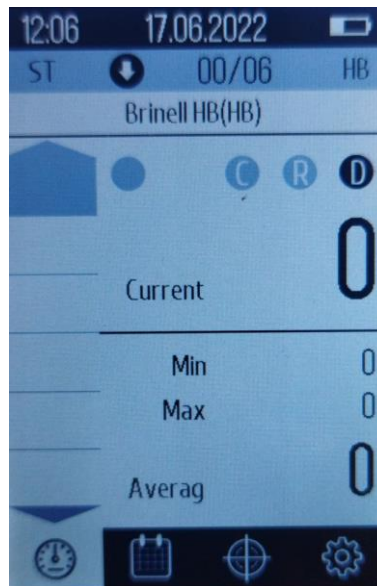 12:06 17.06.2022
ST 00/06 HB
Brinell HB(HB)
C R D
0
Current
Min 0
Max 0
0
Averag